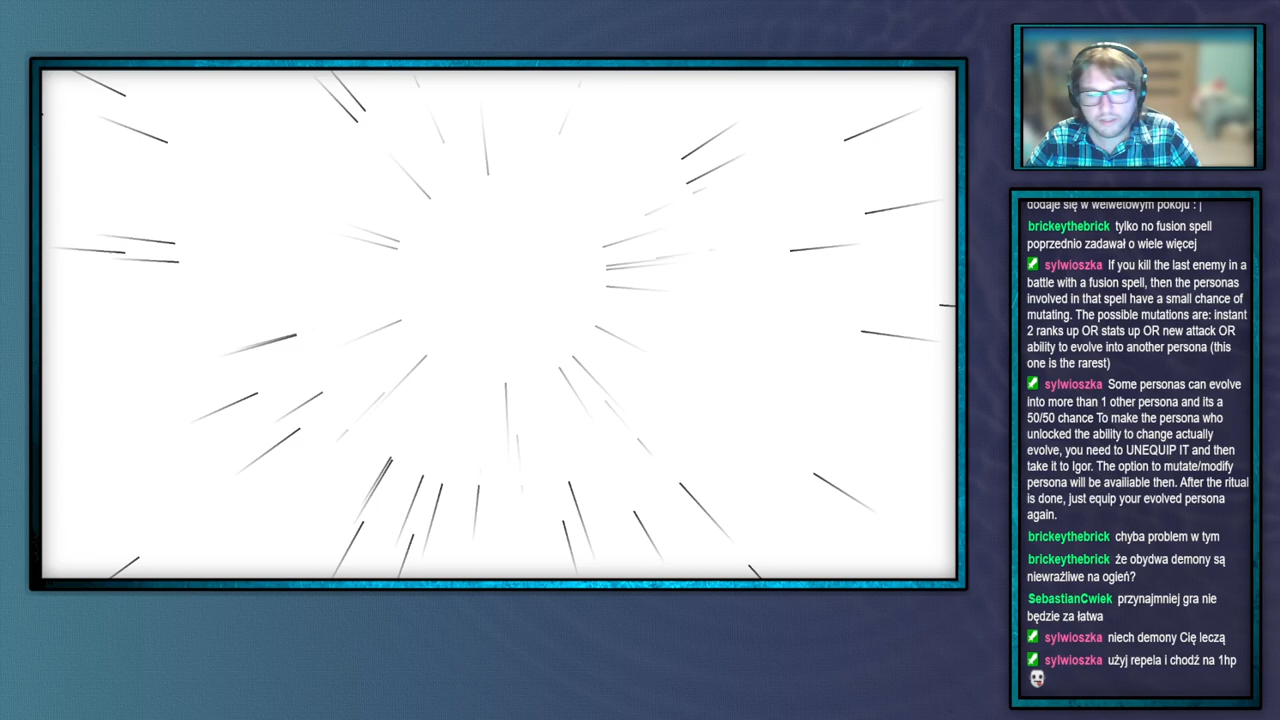 dodaje się w welwetowym pokoju : |
brickeythebrick tylko no fusion spell
poprzednio zadawał o wiele więcej
sylwioszka If you kill the last enemy in a
battle with a fusion spell, then the personas
involved in that spell have a small chance of
mutating. The possible mutations are: instant
2 ranks up OR stats up OR new attack OR
ability to evolve into another persona (this
one is the rarest)
sylwioszka Some personas can evolve
into more than 1 other persona and its a
50/50 chance To make the persona who
unlocked the ability to change actually
evolve, you need to UNEQUIP IT and then
take it to Igor. The option to mutate/modify
persona will be availiable then. After the ritual
is done, just equip your evolved persona
again.
brickeythebrick chyba problem w tym
brickeythebrick że obydwa demony są
niewrażliwe na ogień?
SebastianCwiek przynajmniej gra nie
będzie za łatwa
sylwioszka niech demony Cię leczą
sylwioszka użyj repela i chodź na 1hp